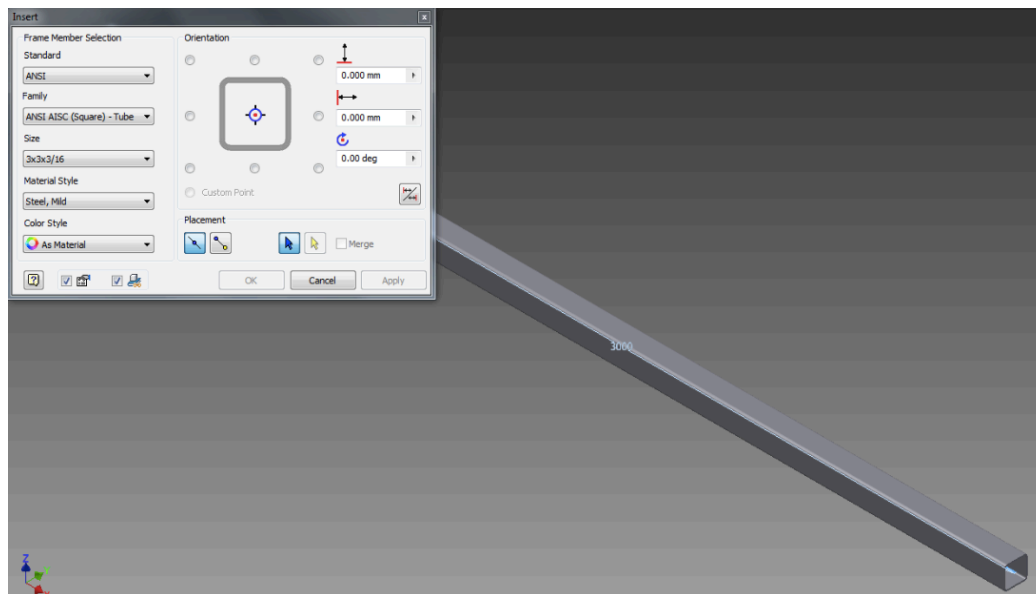 Insert
Frame Member Selection
Standard
ANSI
Family
ANSI AISC (Square) - Tube
Size
3x3x3/16
Material Style
Steel, Mild
Color Style
As Material
Orientation
0.000 mm
0.000 mm
0.00 deg
Custom Point
Placement
Merge
OK
Cancel
Apply
3000
Z